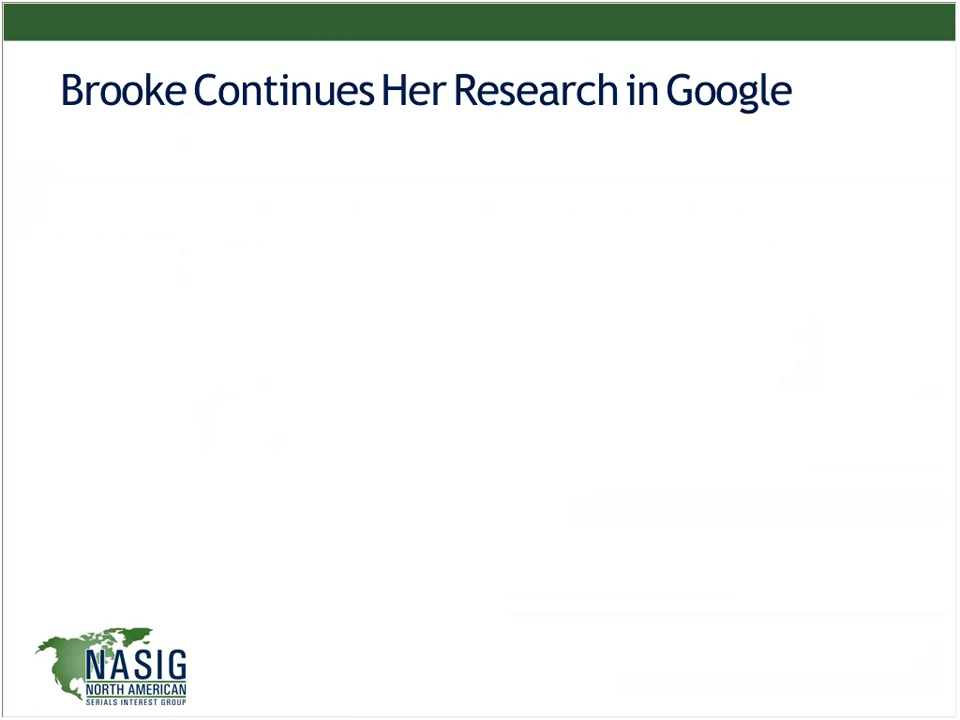 Brooke Continues Her Research in Google
NASIG
NORTH AMERICAN
SERIALS INTEREST GROUP